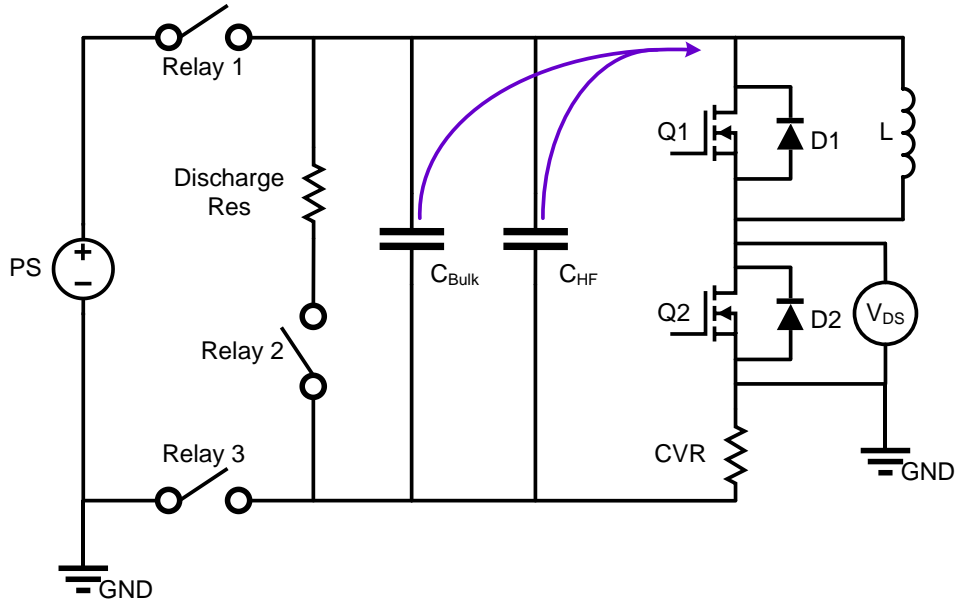 Relay 1
Q1
D1
L
Discharge
Res
PS
+
−
C_Bulk
C_HF
Q2
D2
V_DS
Relay 2
Relay 3
CVR
GND
GND